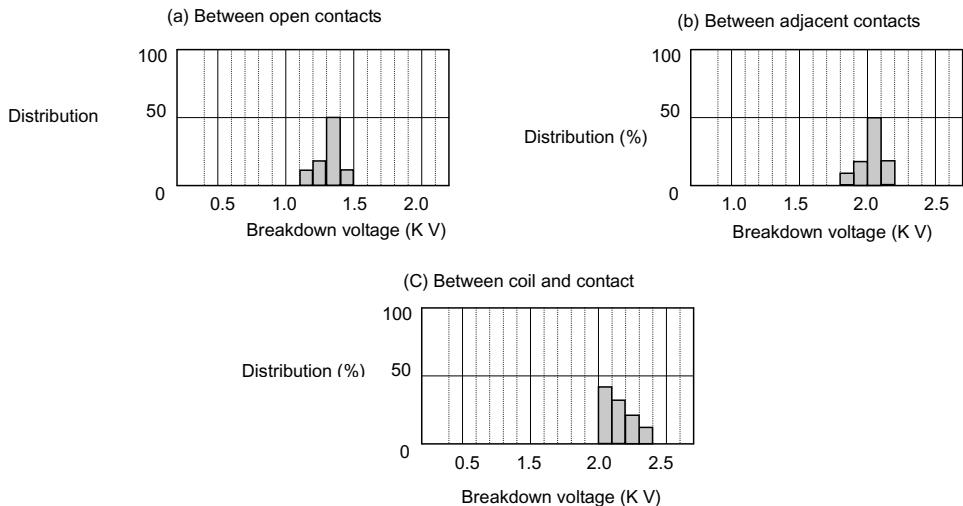 (a) Between open contacts
100
50
0
Distribution
0.5 1.0 1.5 2.0
Breakdown voltage (K V)
(b) Between adjacent contacts
100
50
0
Distribution (%)
1.0 1.5 2.0 2.5
Breakdown voltage (K V)
(C) Between coil and contact
100
50
0
Distribution (%)
0.5 1.5 2.0 2.5
Breakdown voltage (K V)